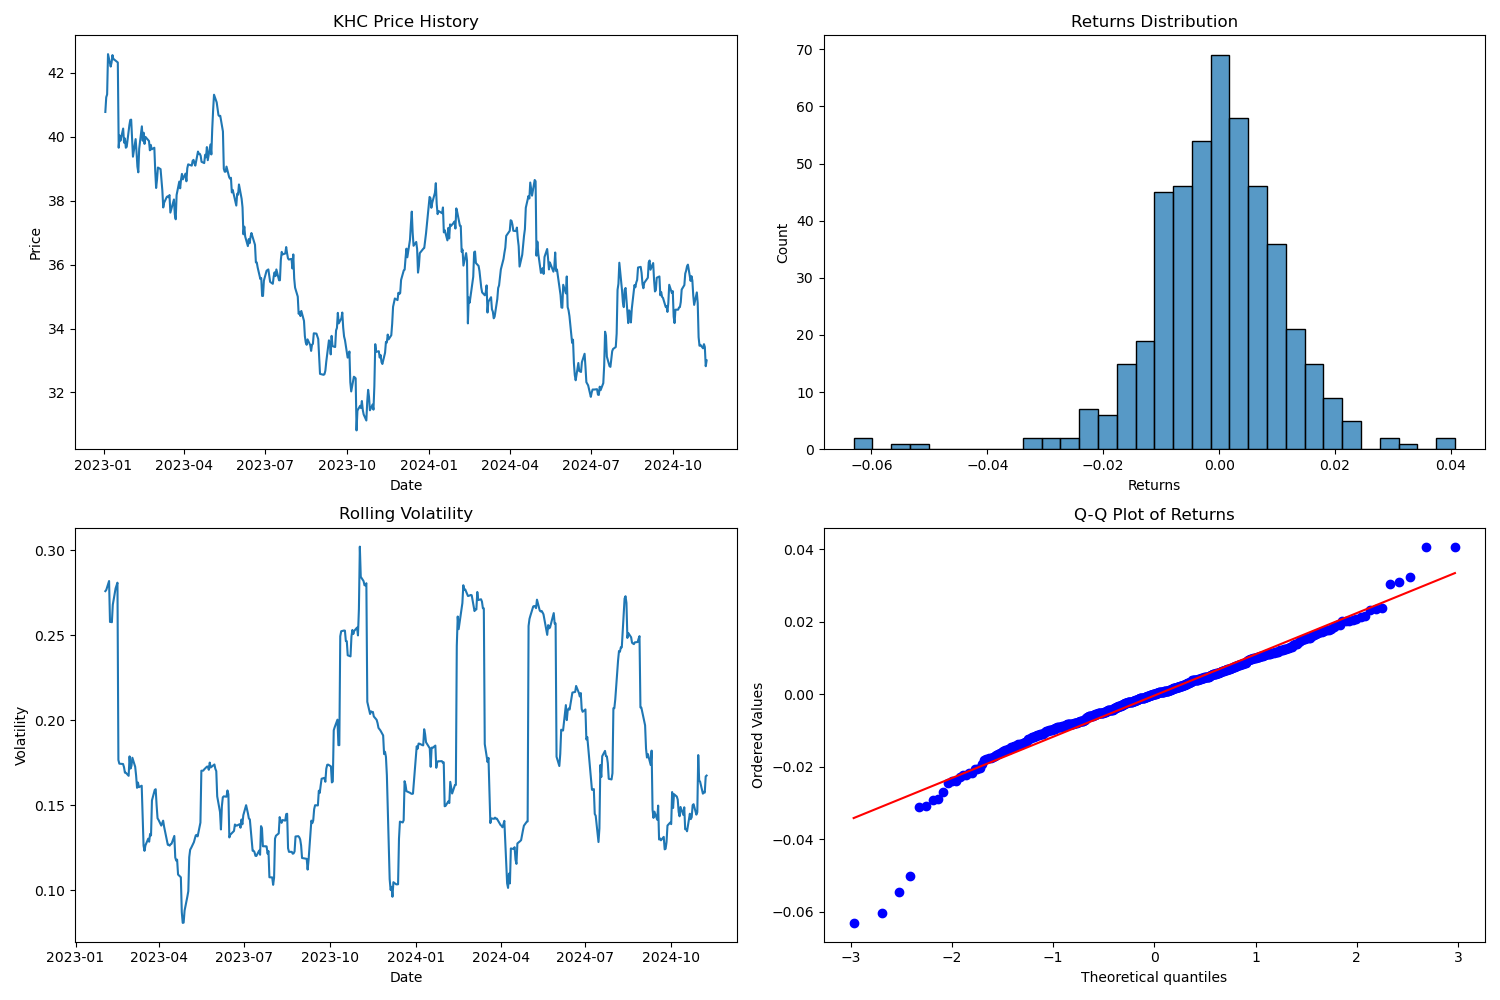 KHC Price History
Price
42
40
38
36
34
32
2023-01 2023-04 2023-07 2023-10 2024-01 2024-04 2024-07 2024-10
Date
Returns Distribution
Count
70
60
50
40
30
20
10
0
−0.06 −0.04 −0.02 0.00 0.02 0.04
Returns
Rolling Volatility
Volatility
0.30
0.25
0.20
0.15
0.10
2023-01 2023-04 2023-07 2023-10 2024-01 2024-04 2024-07 2024-10
Date
Q-Q Plot of Returns
Ordered Values
0.04
0.02
0.00
−0.02
−0.04
−0.06
−3 −2 −1 0 1 2 3
Theoretical quantiles